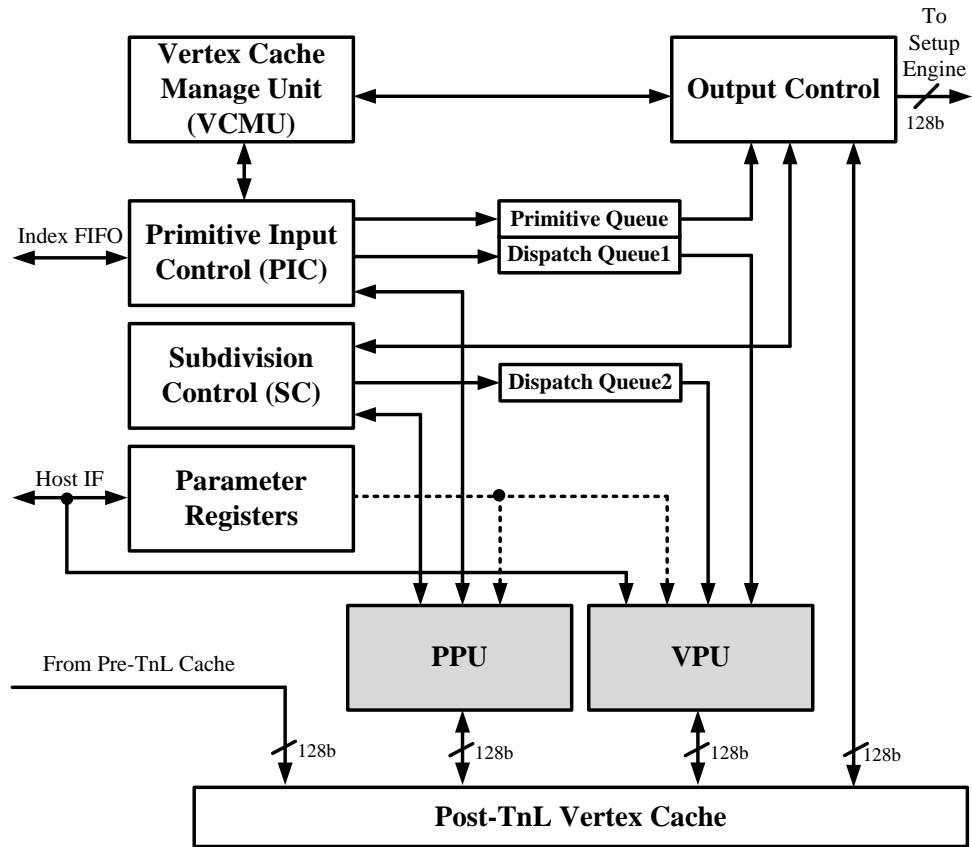 To
Setup
Engine
128b
Vertex Cache
Manage Unit
(VCMU)
Output Control
Index FIFO
Primitive Input
Control (PIC)
Primitive Queue
Dispatch Queue1
Subdivision
Control (SC)
Dispatch Queue2
Host IF
Parameter
Registers
PPU
VPU
From Pre-TnL Cache
128b
128b
128b
128b
Post-TnL Vertex Cache